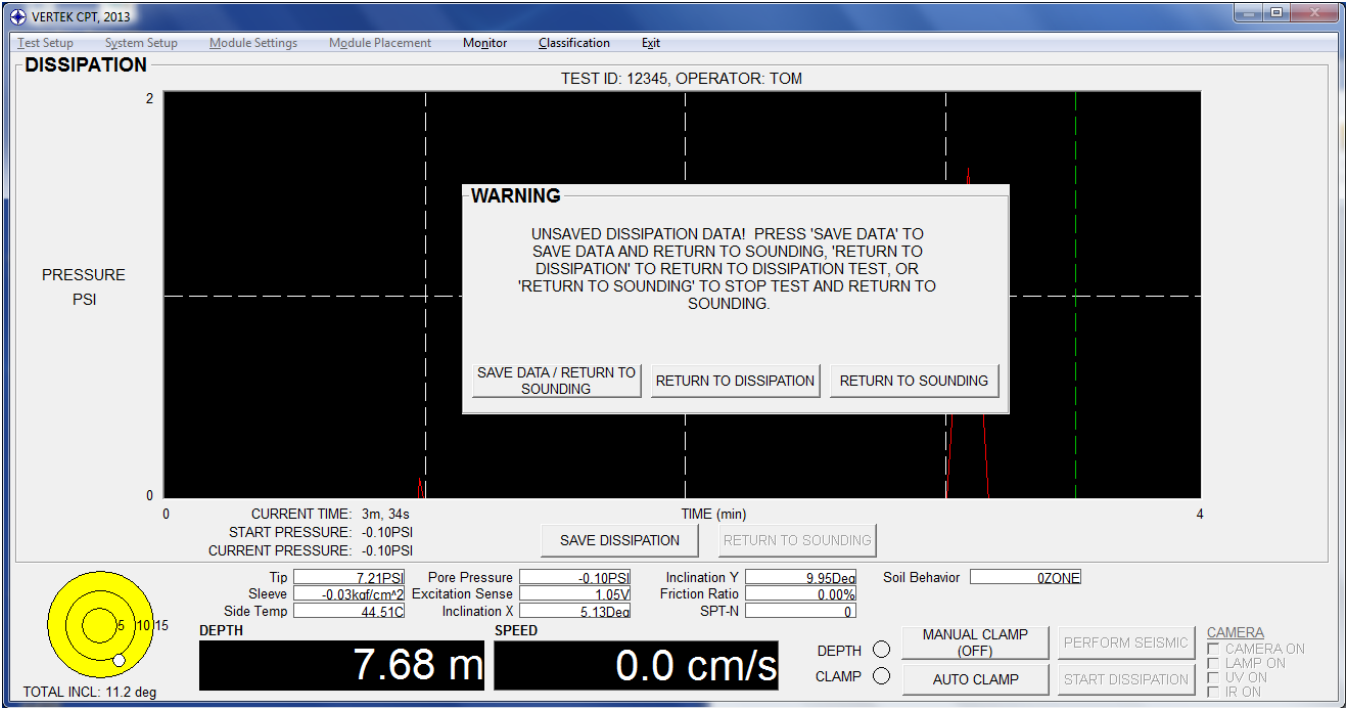 VERTEK CPT, 2013
Test Setup System Setup Module Settings Module Placement Monitor Classification Exit
DISSIPATION
TEST ID: 12345, OPERATOR: TOM
2
WARNING
UNSAVED DISSIPATION DATA! PRESS 'SAVE DATA' TO
SAVE DATA AND RETURN TO SOUNDING, 'RETURN TO
DISSIPATION' TO RETURN TO DISSIPATION TEST, OR
'RETURN TO SOUNDING' TO STOP TEST AND RETURN TO
SOUNDING.
PRESSURE
PSI
SAVE DATA / RETURN TO
SOUNDING
RETURN TO DISSIPATION
RETURN TO SOUNDING
0
0 CURRENT TIME: 3m, 34s TIME (min) 4
START PRESSURE: -0.10PSI
CURRENT PRESSURE: -0.10PSI
SAVE DISSIPATION RETURN TO SOUNDING
Tip 7.21PSI Pore Pressure -0.10PSI Inclination Y 9.95Deg Soil Behavior 0ZONE
Sleeve -0.03kgf/cm^2 Excitation Sense 1.05V Friction Ratio 0.00%
Side Temp 44.51C Inclination X 5.13Deg SPT-N 0
5 10 15
TOTAL INCL: 11.2 deg
DEPTH SPEED
7.68 m 0.0 cm/s
DEPTH
CLAMP
MANUAL CLAMP
(OFF)
AUTO CLAMP
PERFORM SEISMIC
START DISSIPATION
CAMERA
CAMERA ON
LAMP ON
UV ON
IR ON